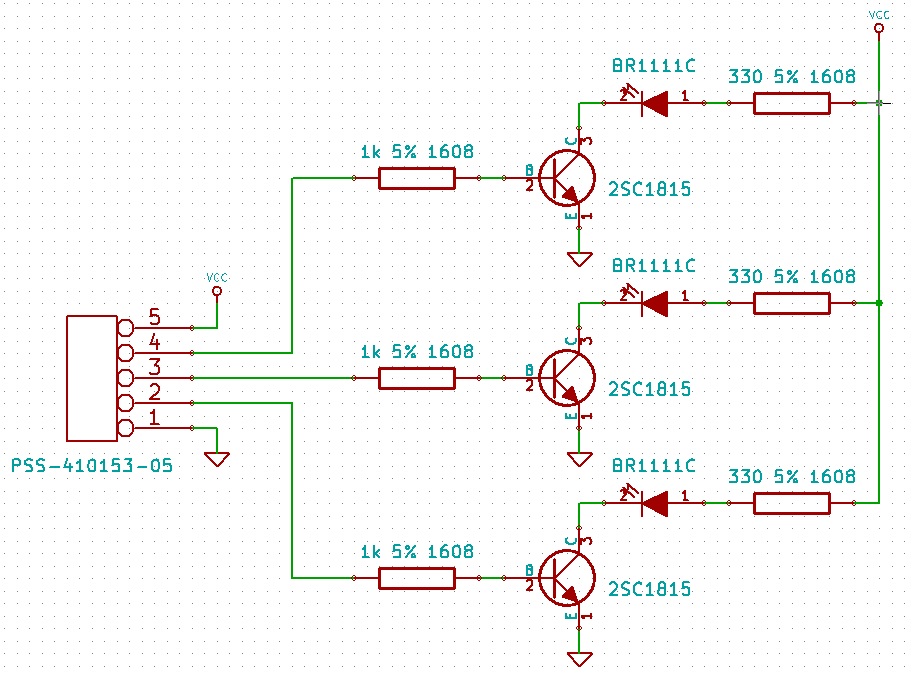 VCC
BR1111C
330 5% 1608
2
1
1k 5% 1608
C
3
B
2
2SC1815
E
1
VCC
BR1111C
330 5% 1608
2
1
5
4
3
2
1
1k 5% 1608
C
3
B
2
2SC1815
E
1
PSS-410153-05
BR1111C
330 5% 1608
2
1
1k 5% 1608
C
3
B
2
2SC1815
E
1